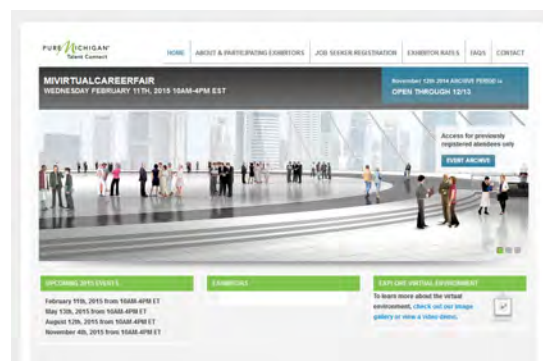 PURE MICHIGAN
Talent Connect
HOME
ABOUT & PARTICIPATING EXHIBITORS
JOB SEEKER REGISTRATION
EXHIBITOR RATES
FAQS
CONTACT
MIVIRTUALCAREERFAIR
WEDNESDAY FEBRUARY 11TH, 2015 10AM-4PM EST
November 12th 2014 ARCHIVE PERIOD is
OPEN THROUGH 12/13
Access for previously
registered attendees only
EVENT ARCHIVE
UPCOMING 2015 EVENTS
February 11th, 2015 from 10AM-4PM ET
May 13th, 2015 from 10AM-4PM ET
August 12th, 2015 from 10AM-4PM ET
November 4th, 2015 from 10AM-4PM ET
EXHIBITORS
EXPLORE VIRTUAL ENVIRONMENT
To learn more about the virtual
environment, check out our image
gallery or view a video demo.